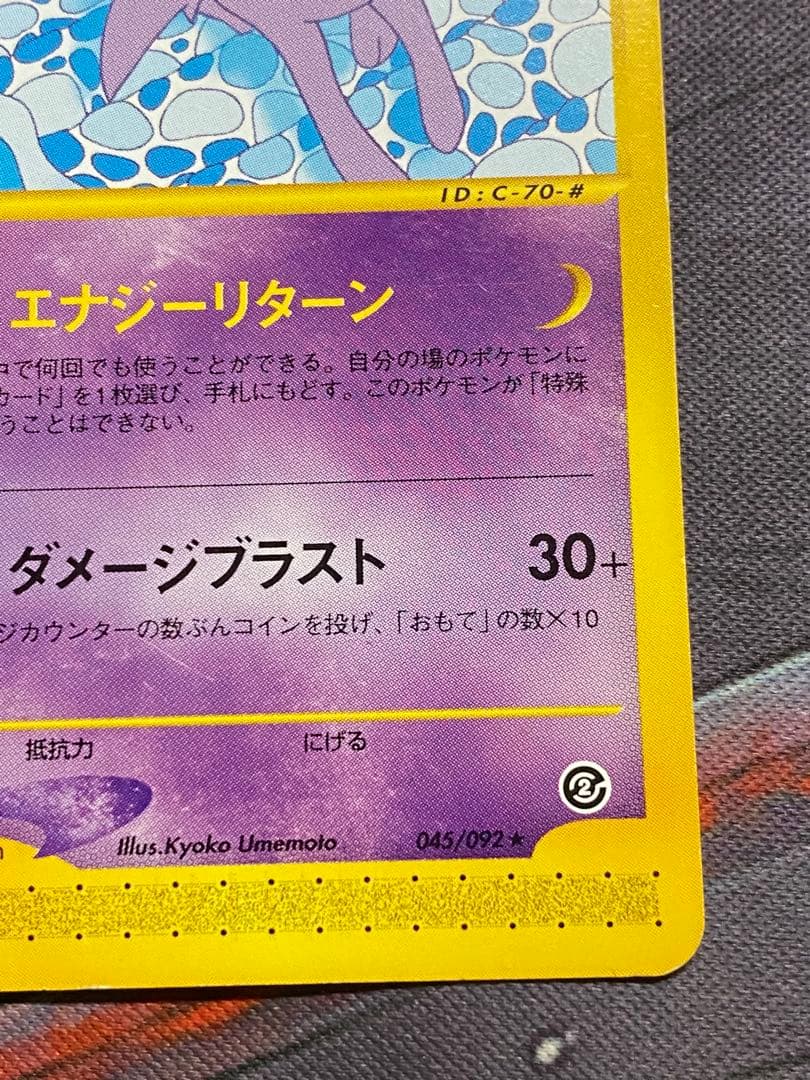 ID : C-70-#
エナジーリターン
中で何回でも使うことができる。自分の場のポケモンに
カード」を1枚選び、手札にもどす。このポケモンが「特殊
うことはできない。
ダメージブラスト 30+
ジカウンターの数ぶんコインを投げ、「おもて」の数×10
抵抗力 にげる
2
Illus.Kyoko Umemoto 045/092★